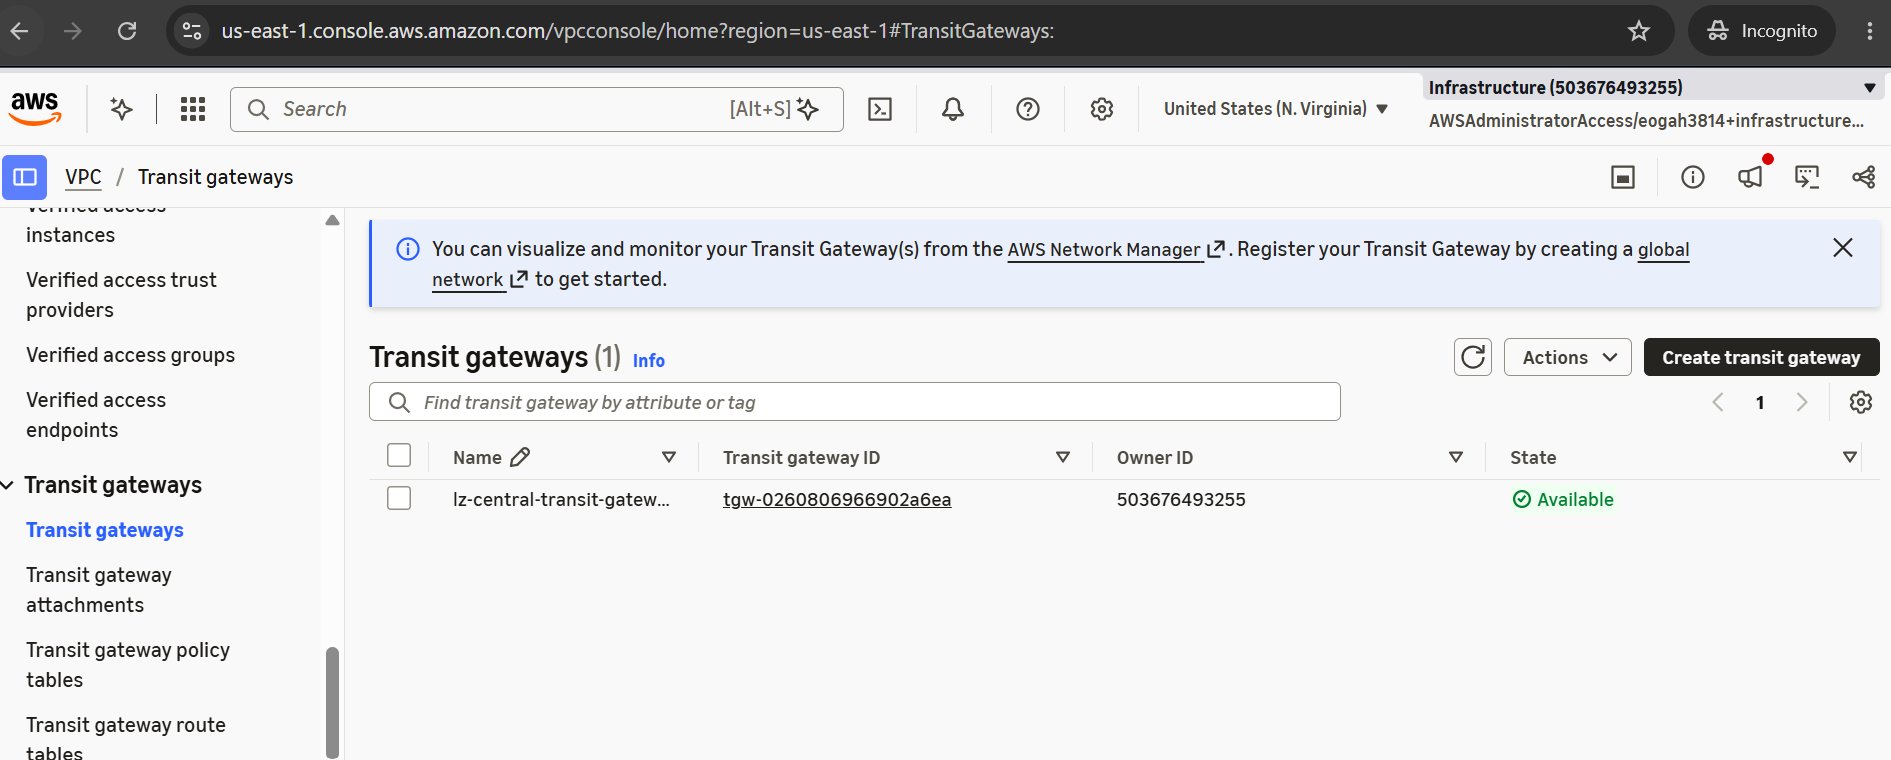 us-east-1.console.aws.amazon.com/vpcconsole/home?region=us-east-1#TransitGateways:
Incognito
aws
Search
[Alt+S]
United States (N. Virginia)
Infrastructure (503676493255)
AWSAdministratorAccess/eogah3814+infrastructure...
VPC / Transit gateways
Verified access
instances
Verified access trust
providers
Verified access groups
Verified access
endpoints
Transit gateways
Transit gateways
Transit gateway
attachments
Transit gateway policy
tables
Transit gateway route
tables
You can visualize and monitor your Transit Gateway(s) from the AWS Network Manager. Register your Transit Gateway by creating a global
network to get started.
Transit gateways (1) Info
Actions
Create transit gateway
Find transit gateway by attribute or tag
1
Name
Transit gateway ID
Owner ID
State
lz-central-transit-gatew...
tgw-0260806966902a6ea
503676493255
Available